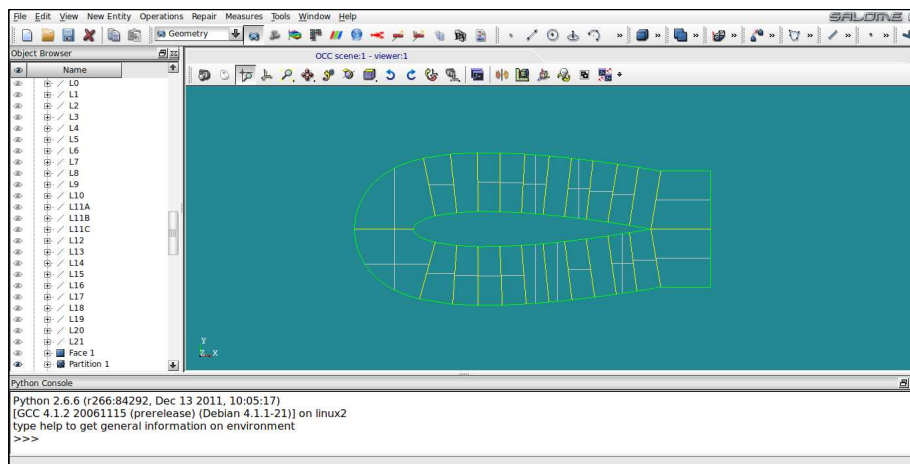 File Edit View New Entity Operations Repair Measures Tools Window Help
SALOME
Geometry
Object Browser
OCC scene:1 - viewer:1
Name
L0
L1
L2
L3
L4
L5
L6
L7
L8
L9
L10
L11A
L11B
L11C
L12
L13
L14
L15
L16
L17
L18
L19
L20
L21
Face 1
Partition 1
Y
Z X
Python Console
Python 2.6.6 (r266:84292, Dec 13 2011, 10:05:17)
[GCC 4.1.2 20061115 (prerelease) (Debian 4.1.1-21)] on linux2
type help to get general information on environment
>>>